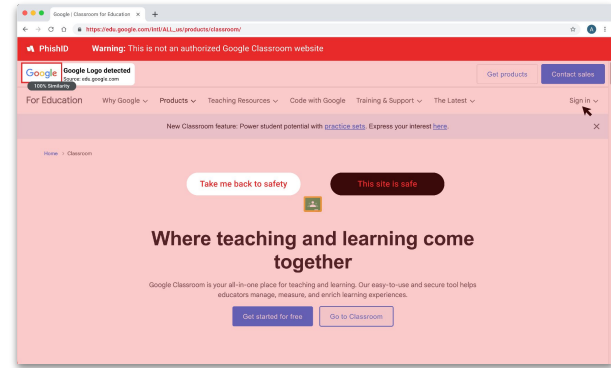 Google | Classroom for Education
https://edu.google.com/intl/ALL_us/products/classroom/
A
PhishID Warning: This is not an authorized Google Classroom website
Google
Google Logo detected
Source: edu.google.com
100% Similarity
Get products Contact sales
For Education Why Google Products Teaching Resources Code with Google Training & Support The Latest Sign in
New Classroom feature: Power student potential with practice sets. Express your interest here.
Home > Classroom
Take me back to safety This site is safe
Where teaching and learning come
together
Google Classroom is your all-in-one place for teaching and learning. Our easy-to-use and secure tool helps
educators manage, measure, and enrich learning experiences.
Get started for free Go to Classroom